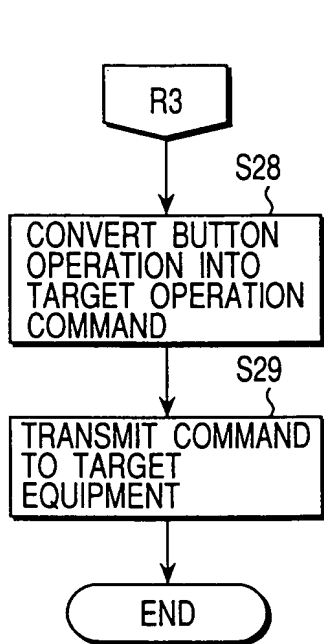 R3
S28
CONVERT BUTTON
OPERATION INTO
TARGET OPERATION
COMMAND
S29
TRANSMIT COMMAND
TO TARGET
EQUIPMENT
END